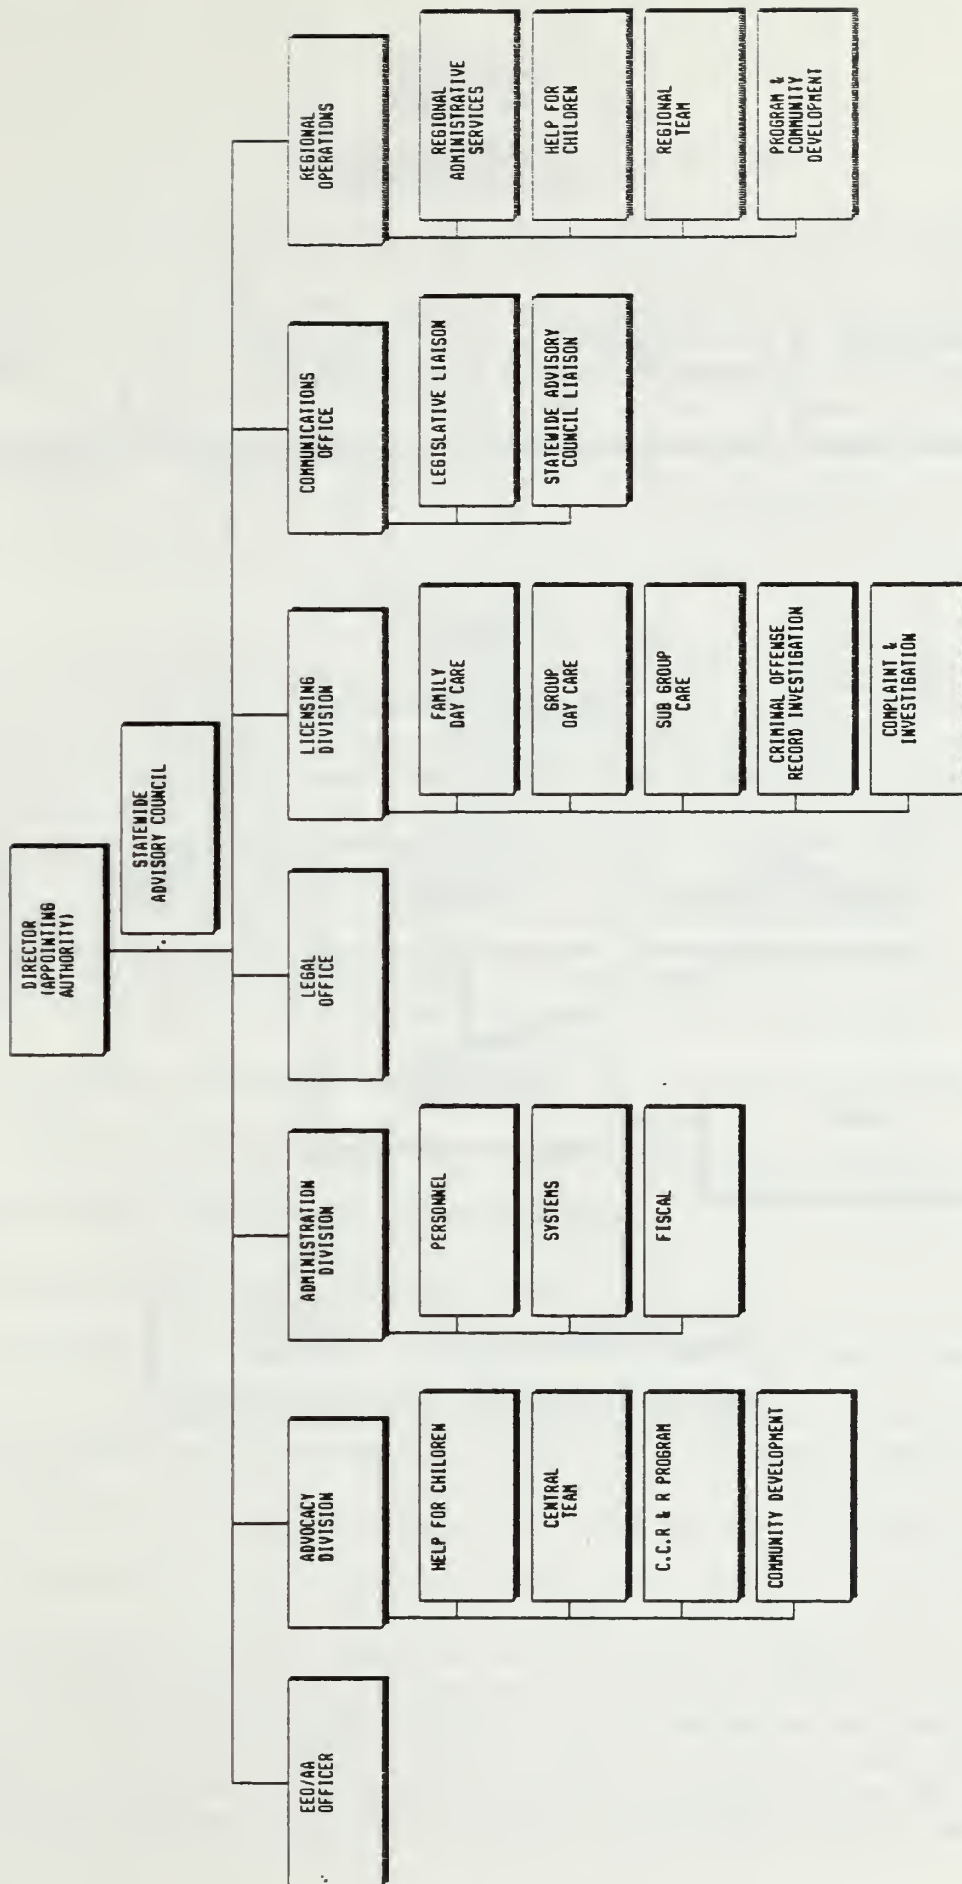 DIRECTOR
(APPOINTING
AUTHORITY)
STATEWIDE
ADVISORY COUNCIL
EEO/AA
OFFICER
ADVOCACY
DIVISION
HELP FOR CHILDREN
CENTRAL
TEAM
C.C.R & R PROGRAM
COMMUNITY DEVELOPMENT
ADMINISTRATION
DIVISION
PERSONNEL
SYSTEMS
FISCAL
LEGAL
OFFICE
LICENSING
DIVISION
FAMILY
DAY CARE
GROUP
DAY CARE
SUB GROUP
CARE
CRIMINAL OFFENSE
RECORD INVESTIGATION
COMPLAINT &
INVESTIGATION
COMMUNICATIONS
OFFICE
LEGISLATIVE LIAISON
STATEWIDE ADVISORY
COUNCIL LIAISON
REGIONAL
OPERATIONS
REGIONAL
ADMINISTRATIVE
SERVICES
HELP FOR
CHILDREN
REGIONAL
TEAM
PROGRAM &
COMMUNITY
DEVELOPMENT